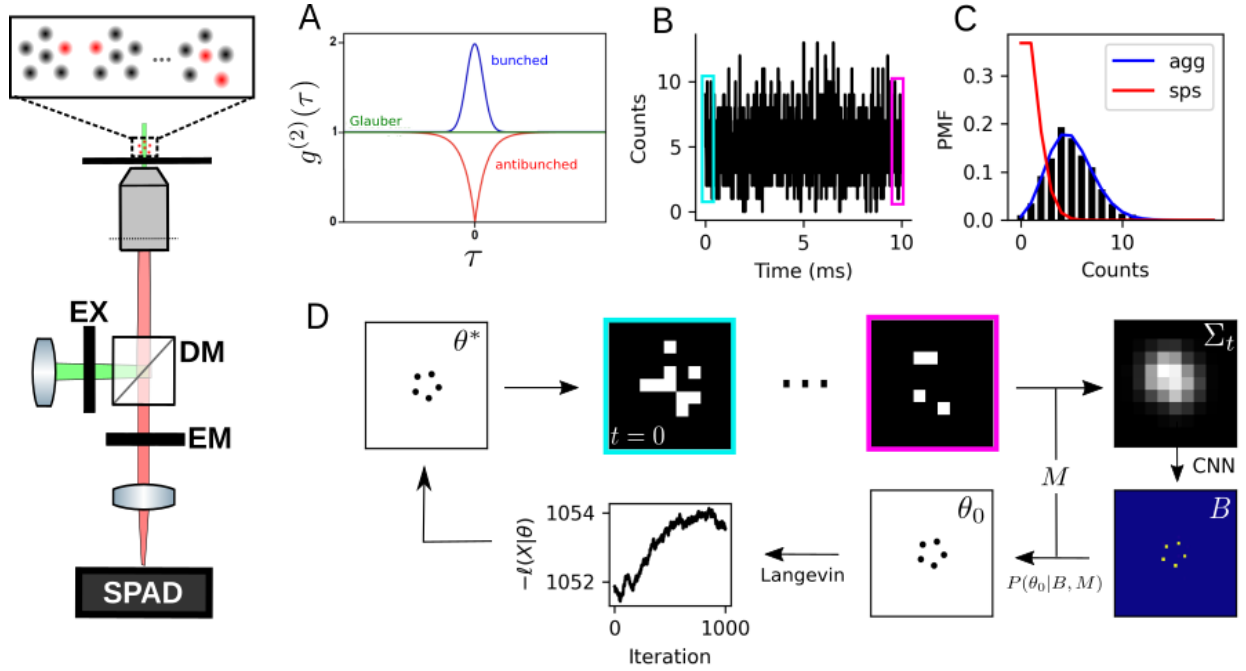 EX
DM
EM
SPAD
A
g^{(2)}(τ)
2
1
0
bunched
Glauber
antibunched
0
τ
B
Counts
10
5
0
0
5
10
Time (ms)
C
PMF
0.3
0.2
0.1
0.0
agg
sps
0
10
Counts
D
θ*
t = 0
...
Σ_t
M
CNN
B
P(θ_0|B, M)
θ_0
Langevin
-ℓ(X|θ)
1054
1052
0
1000
Iteration